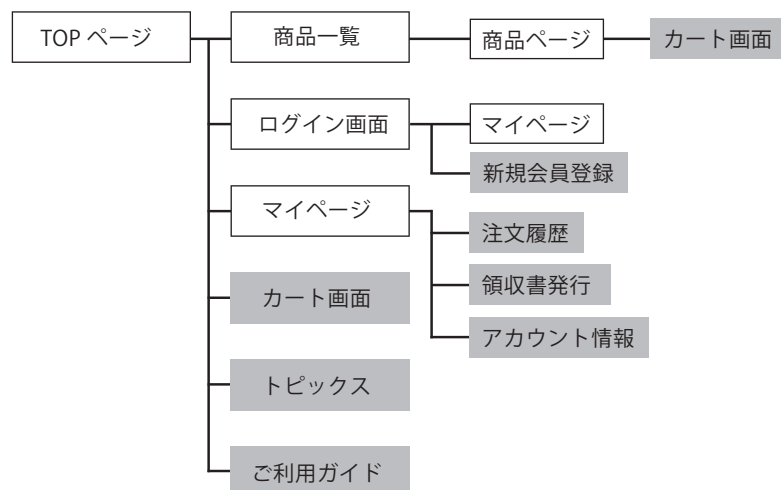 TOP ページ
商品一覧
商品ページ
カート画面
ログイン画面
マイページ
新規会員登録
マイページ
注文履歴
領収書発行
アカウント情報
カート画面
トピックス
ご利用ガイド